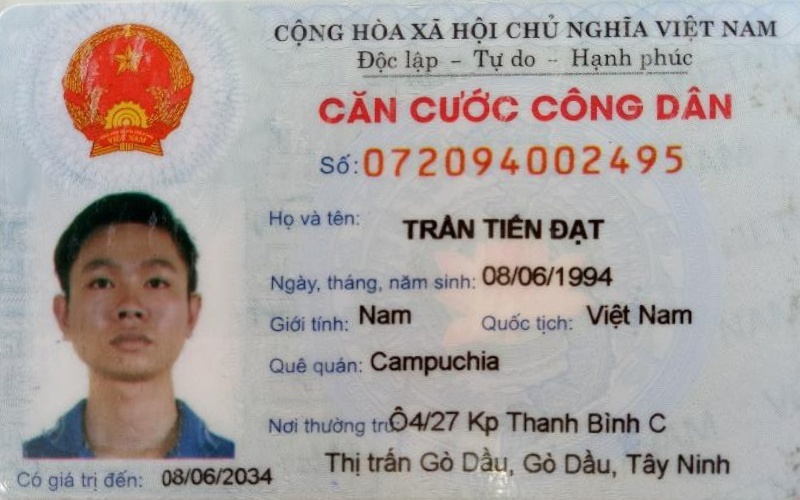 CỘNG HÒA XÃ HỘI CHỦ NGHĨA VIỆT NAM
Độc lập - Tự do - Hạnh phúc
CĂN CƯỚC CÔNG DÂN
Số: 072094002495
Họ và tên: TRẦN TIẾN ĐẠT
Ngày, tháng, năm sinh: 08/06/1994
Giới tính: Nam Quốc tịch: Việt Nam
Quê quán: Campuchia
Nơi thường trú: Ô4/27 Kp Thanh Bình C
Thị trấn Gò Dầu, Gò Dầu, Tây Ninh
Có giá trị đến: 08/06/2034
VIỆT NAM